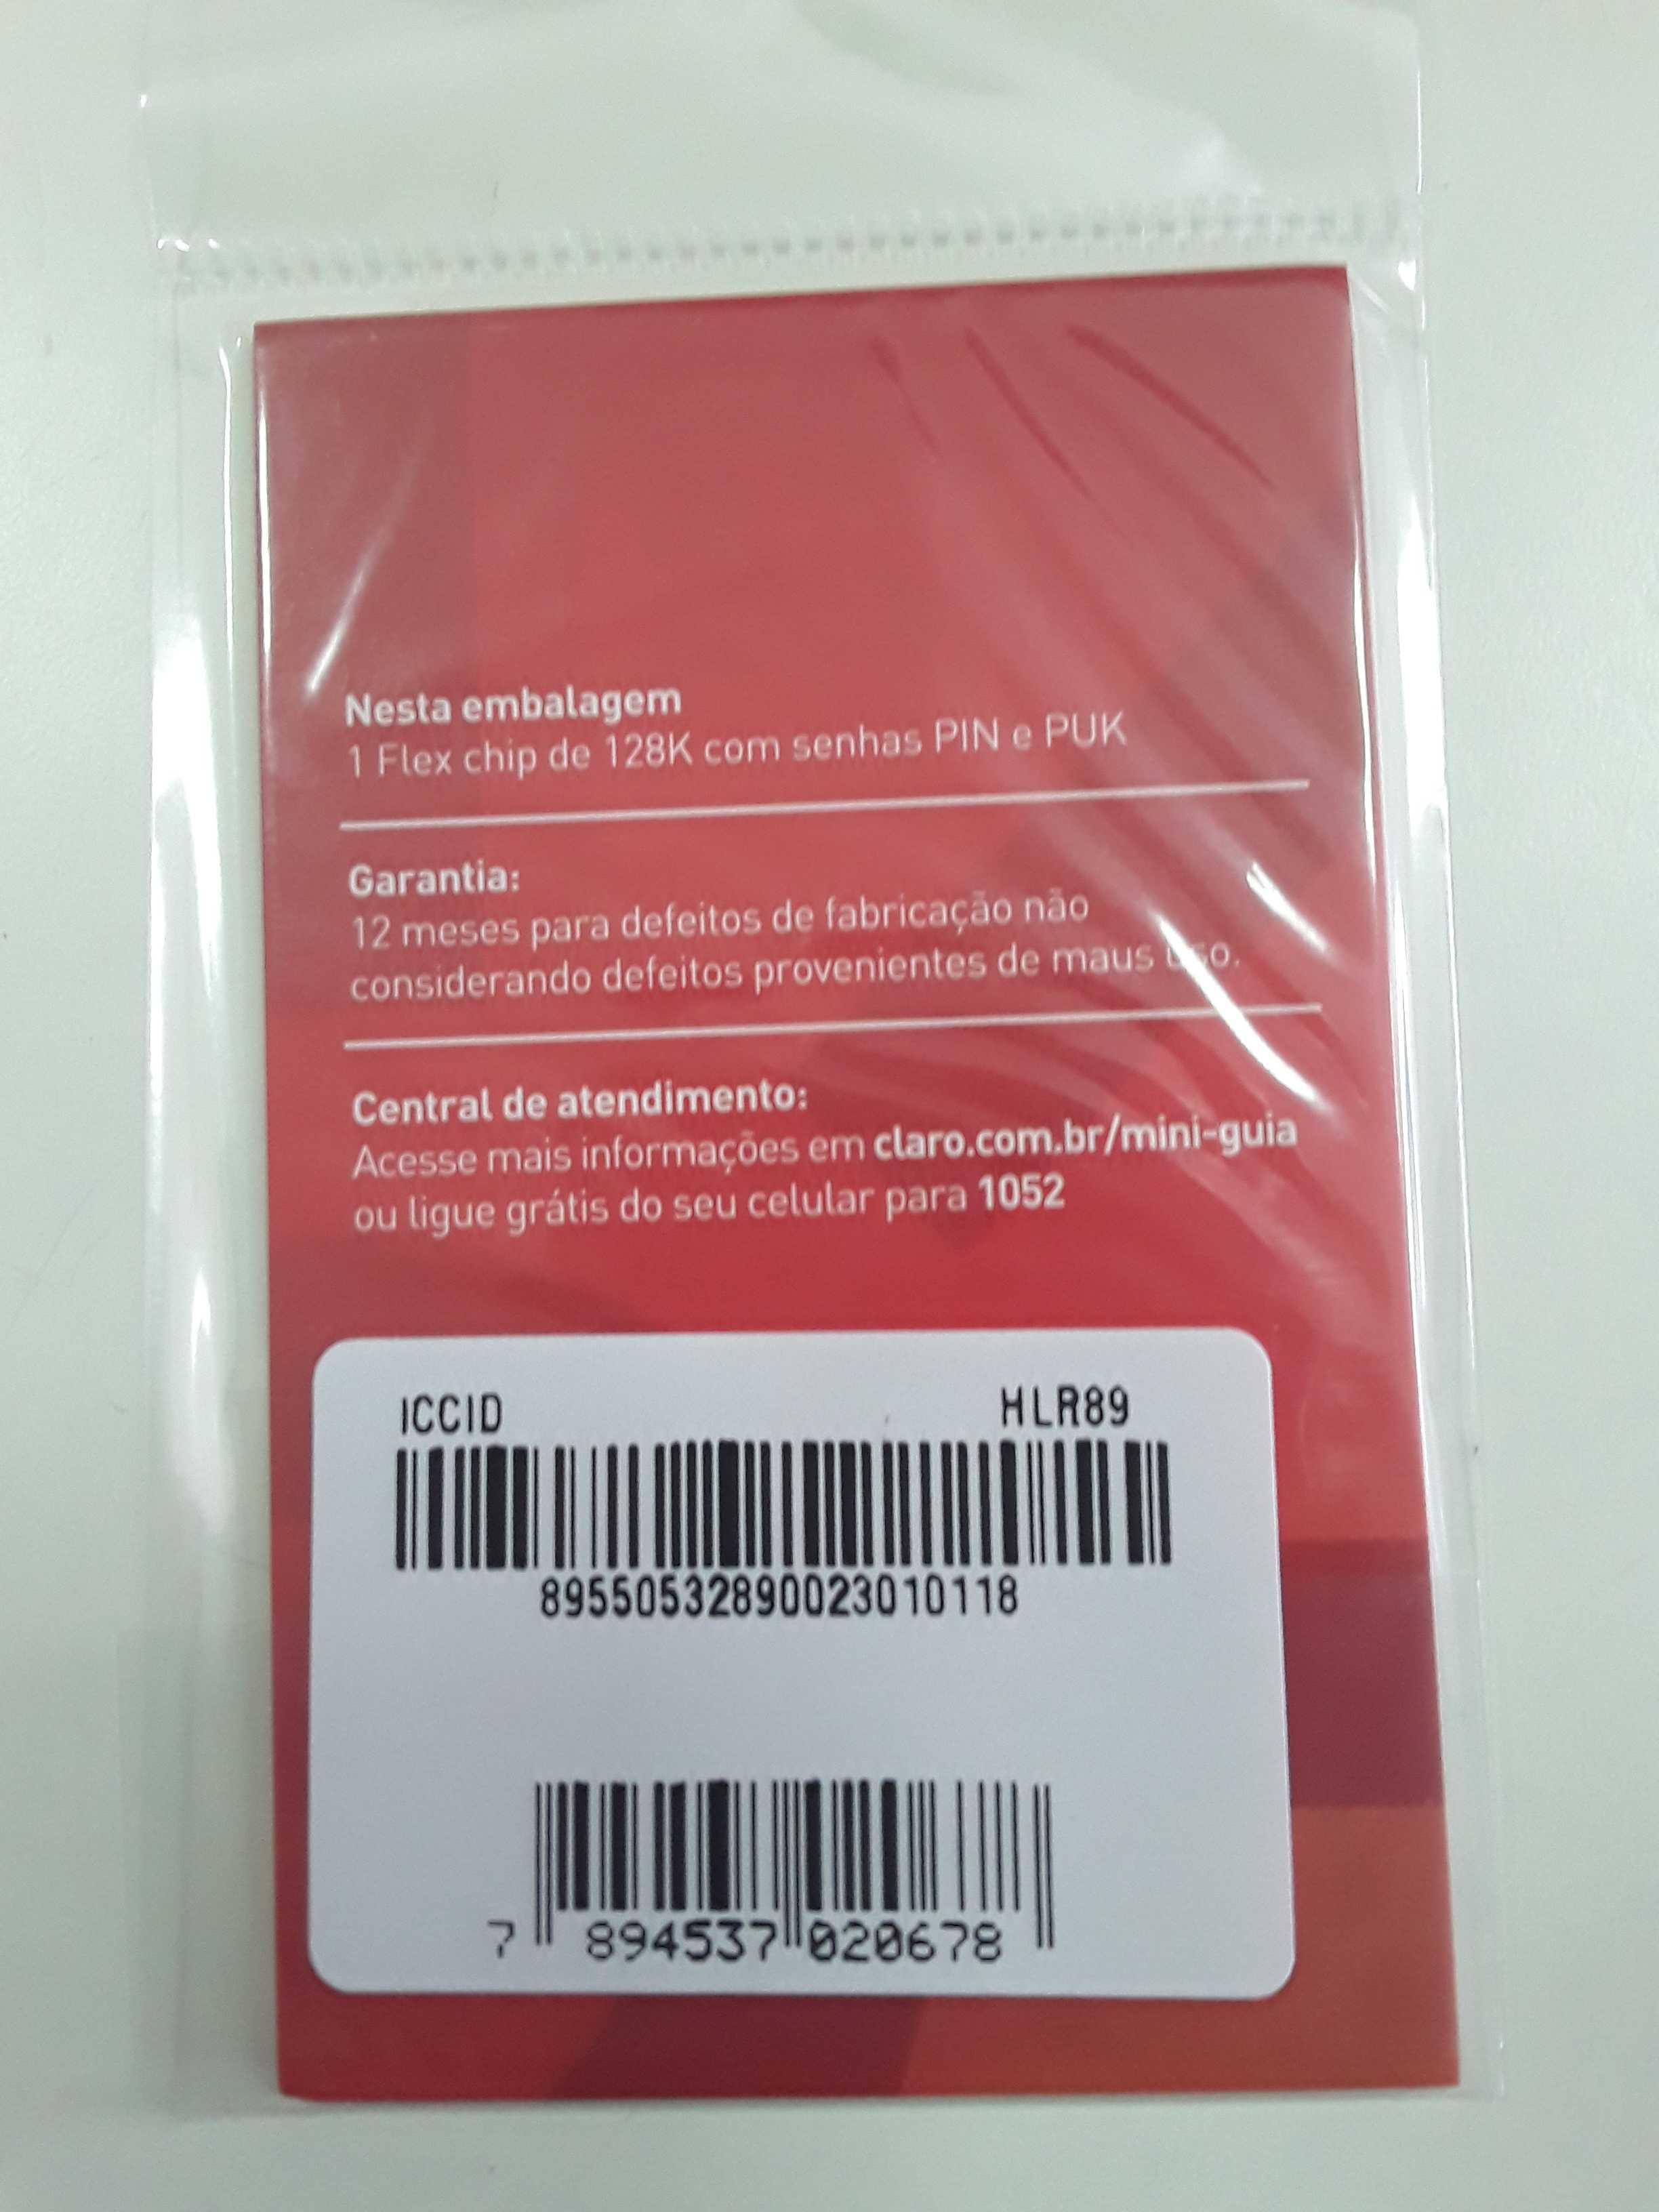 Nesta embalagem
1 Flex chip de 128K com senhas PIN e PUK
Garantia:
12 meses para defeitos de fabricação não
considerando defeitos provenientes de maus uso.
Central de atendimento:
Acesse mais informações em claro.com.br/mini-guia
ou ligue grátis do seu celular para 1052
ICCID HLR89
89550532890023010118
7 894537 020678